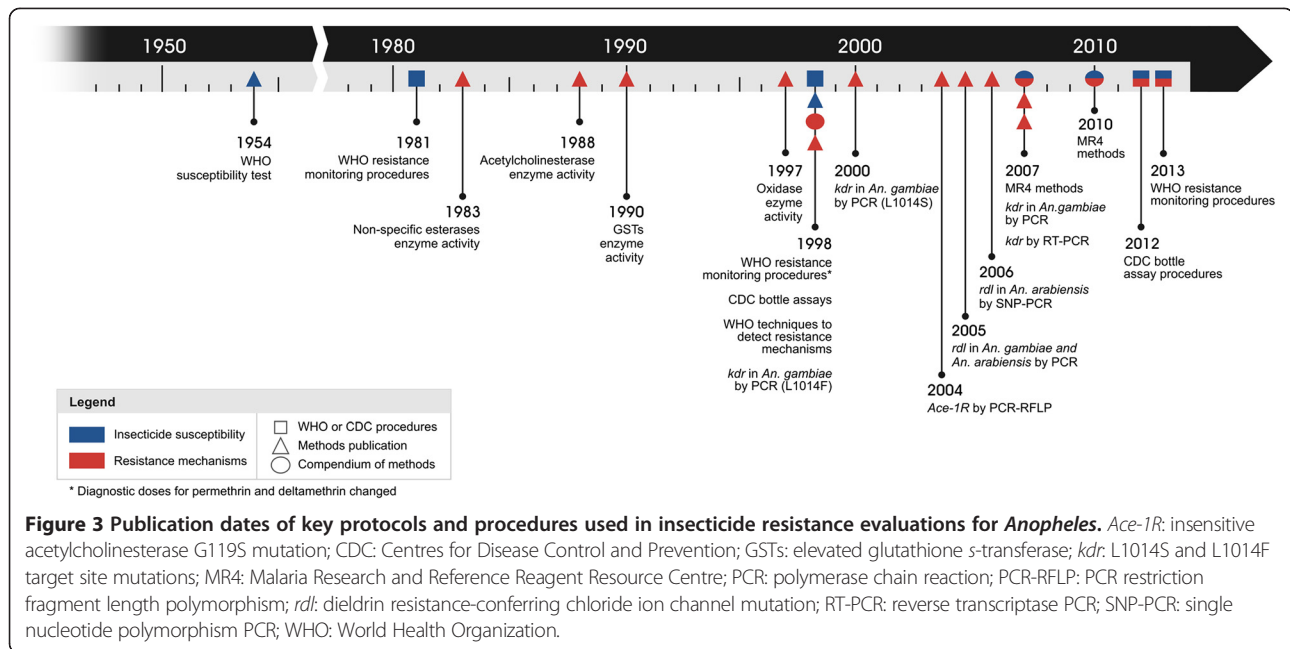 1950
1980
1990
2000
2010
1954
WHO
susceptibility test
1981
WHO resistance
monitoring procedures
1983
Non-specific esterases
enzyme activity
1988
Acetylcholinesterase
enzyme activity
1990
GSTs
enzyme
activity
1997
Oxidase
ezyme
activity
1998
WHO resistance
monitoring procedures*
CDC bottle assays
WHO techniques to
detect resistance
mechanisms
kdr in An. gambiae
by PCR (L1014F)
2000
kdr in An. gambiae
by PCR (L1014S)
2004
Ace-1R by PCR-RFLP
2005
rdl in An. gambiae and
An. arabiensis by PCR
2006
rdl in An. arabiensis
by SNP-PCR
2007
MR4 methods
kdr in An.gambiae
by PCR
kdr by RT-PCR
2010
MR4
methods
2012
CDC bottle
assay procedures
2013
WHO resistance
monitoring procedures
Legend
Insecticide susceptibility
Resistance mechanisms
WHO or CDC procedures
Methods publication
Compendium of methods
* Diagnostic doses for permethrin and deltamethrin changed
Figure 3 Publication dates of key protocols and procedures used in insecticide resistance evaluations for Anopheles. Ace-1R: insensitive
acetylcholinesterase G119S mutation; CDC: Centres for Disease Control and Prevention; GSTs: elevated glutathione s-transferase; kdr: L1014S and L1014F
target site mutations; MR4: Malaria Research and Reference Reagent Resource Centre; PCR: polymerase chain reaction; PCR-RFLP: PCR restriction
fragment length polymorphism; rdl: dieldrin resistance-conferring chloride ion channel mutation; RT-PCR: reverse transcriptase PCR; SNP-PCR: single
nucleotide polymorphism PCR; WHO: World Health Organization.